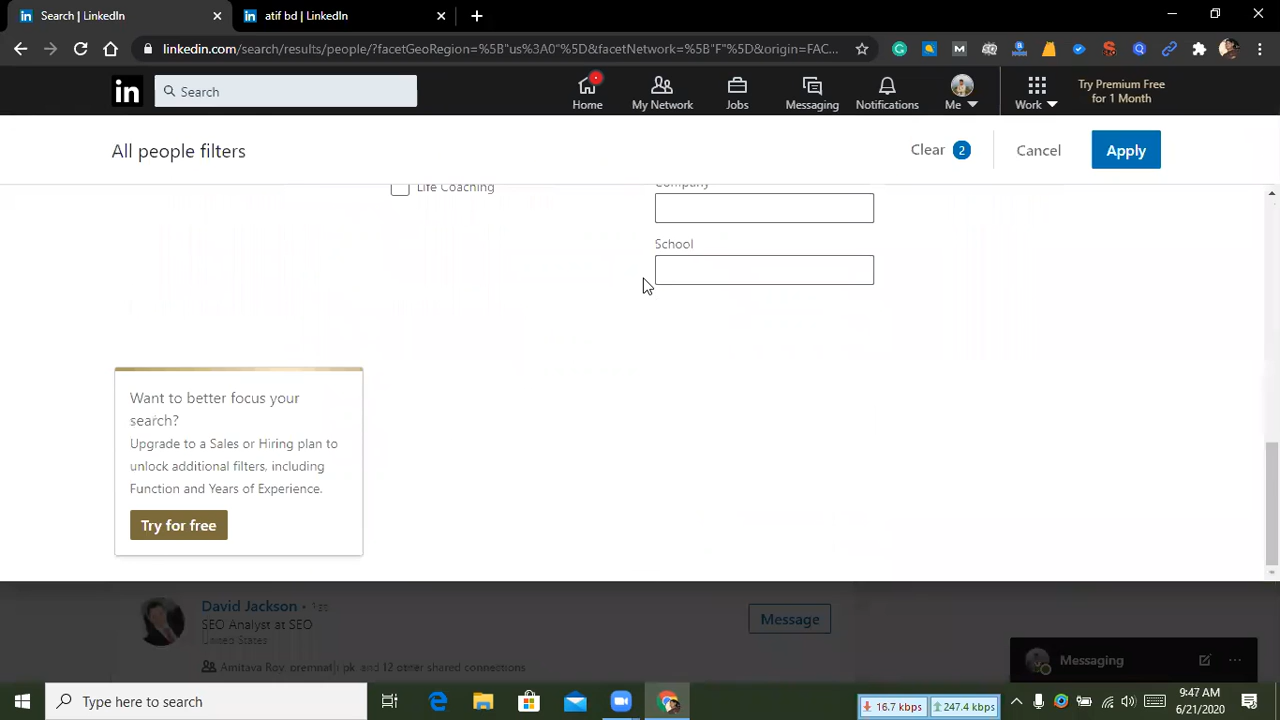 Search | LinkedIn
atif bd | LinkedIn
linkedin.com/search/results/people/?facetGeoRegion=%5B"us%3A0"%5D&facetNetwork=%5B"F"%5D&origin=FAC...
in
Search
Home
My Network
Jobs
Messaging
Notifications
Me
Work
Try Premium Free
for 1 Month
All people filters
Clear 2
Cancel
Apply
Life Coaching
Company
School
Want to better focus your
search?
Upgrade to a Sales or Hiring plan to
unlock additional filters, including
Function and Years of Experience.
Try for free
David Jackson • 1st
SEO Analyst at SEO
United States
Message
Amitava Roy, premnath pk, and 12 other shared connections
Messaging
Type here to search
16.7 kbps
247.4 kbps
9:47 AM
6/21/2020